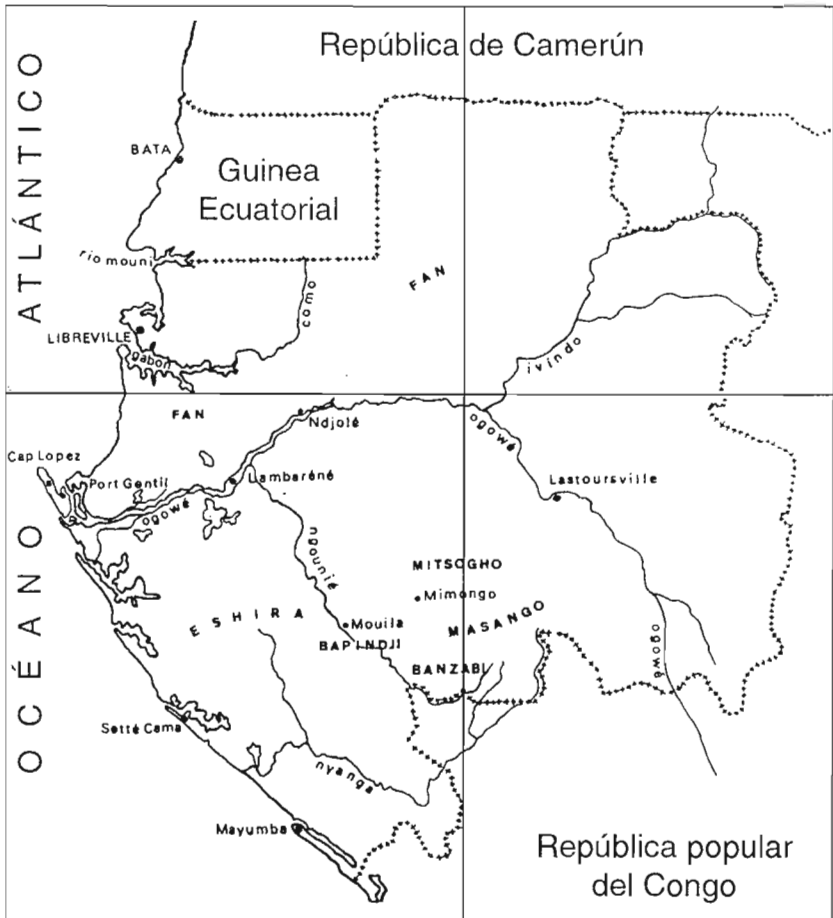 República de Camerún
ATLÁNTICO
BATA
Guinea
Ecuatorial
río mouni
FAN
como
LIBREVILLE
gabon
ivindo
FAN
Ndjolé
ogowé
Cap Lopez
Port Gentil
Lambaréné
Lastoursville
ogowé
ngounié
OCÉANO
MITSOGHO
Mimongo
ESHIRA
Mouila
MASANGO
BAPINDJI
ogowé
BANZABI
Setté Cama
nyanga
Mayumba
República popular
del Congo